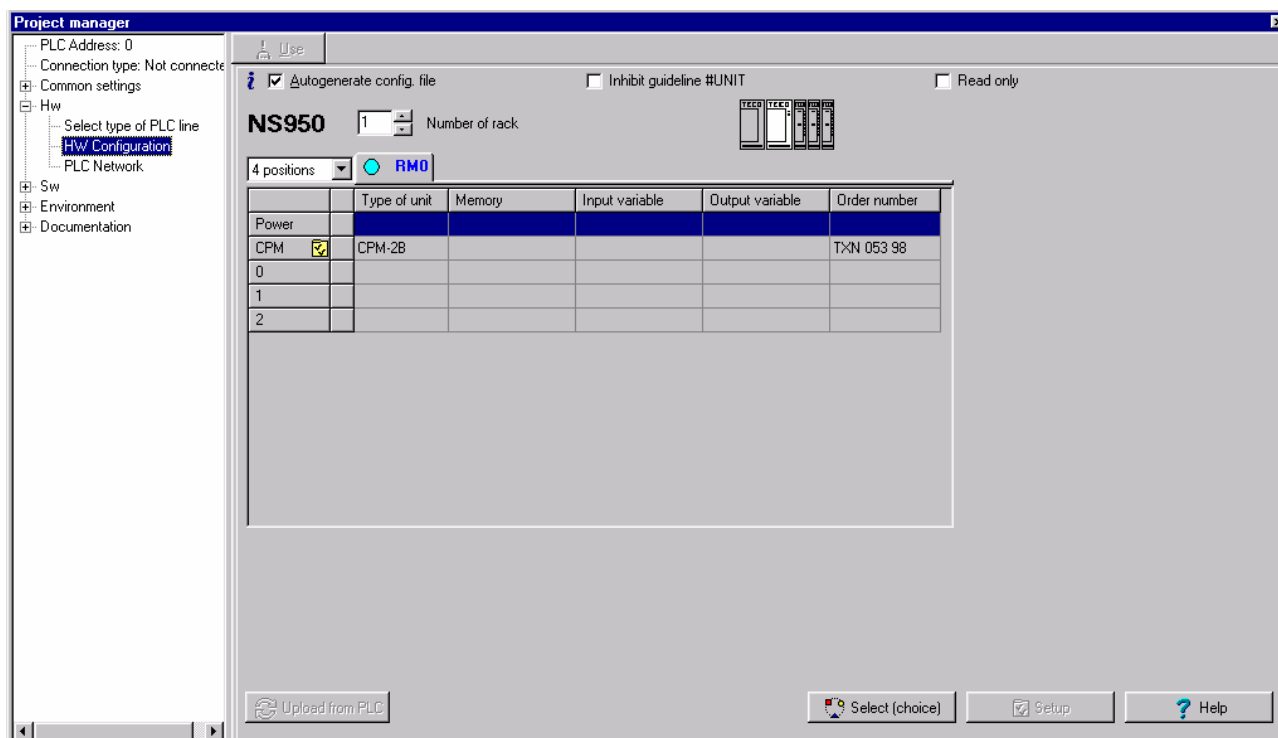 Project manager
PLC Address: 0
Connection type: Not connecte
Common settings
Hw
Select type of PLC line
HW Configuration
PLC Network
Sw
Environment
Documentation
Use
Autogenerate config. file
Inhibit guideline #UNIT
Read only
NS950
1
Number of rack
TECO TECO
4 positions
RM0
Type of unit Memory Input variable Output variable Order number
Power
CPM CPM-2B TXN 053 98
0
1
2
Upload from PLC
Select (choice)
Setup
Help